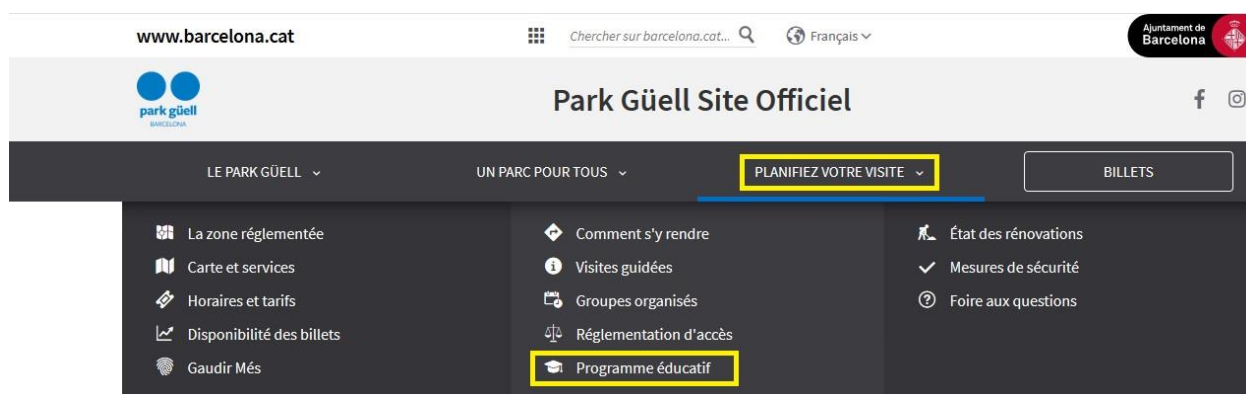 www.barcelona.cat
Chercher sur barcelona.cat...
Français
Ajuntament de
Barcelona
park güell
BARCELONA
Park Güell Site Officiel
LE PARK GÜELL
UN PARC POUR TOUS
PLANIFIEZ VOTRE VISITE
BILLETS
La zone réglementée
Carte et services
Horaires et tarifs
Disponibilité des billets
Gaudir Més
Comment s'y rendre
Visites guidées
Groupes organisés
Réglementation d'accès
Programme éducatif
État des rénovations
Mesures de sécurité
Foire aux questions